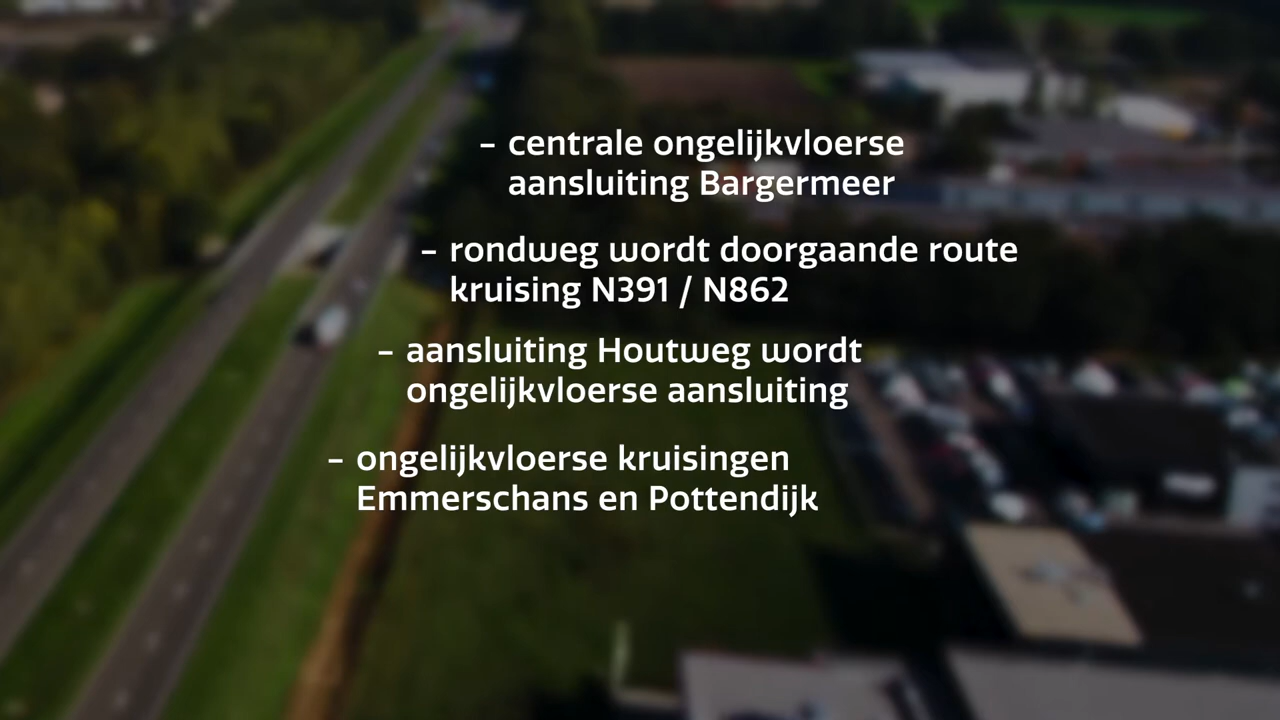 - centrale ongelijkvloerse
aansluiting Bargermeer
- rondweg wordt doorgaande route
kruising N391 / N862
- aansluiting Houtweg wordt
ongelijkvloerse aansluiting
- ongelijkvloerse kruisingen
Emmerschans en Pottendijk